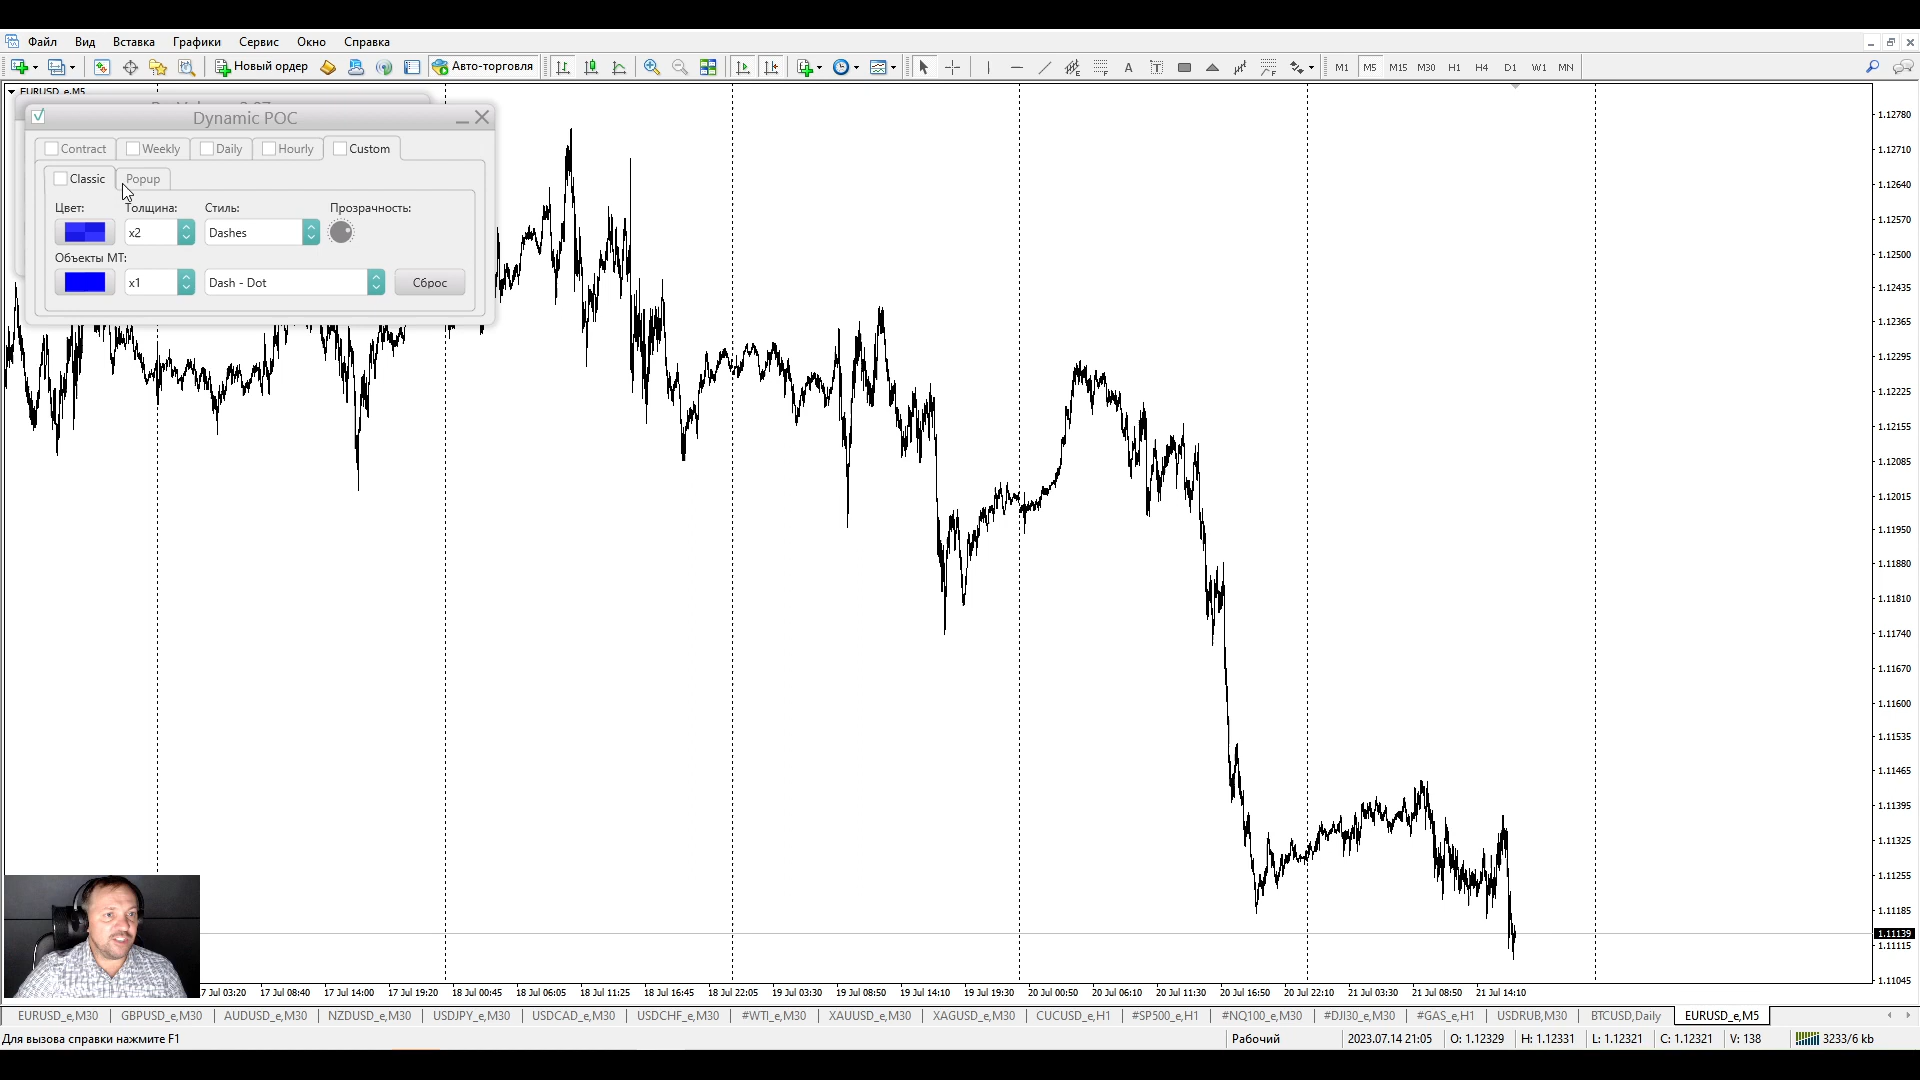 Файл Вид Вставка Графики Сервис Окно Справка
Новый ордер Авто-торговля A T M1 M5 M15 M30 H1 H4 D1 W1 MN
EURUSD_e,M5
Dynamic POC
Contract Weekly Daily Hourly Custom
Classic Popup
Цвет: Толщина: Стиль: Прозрачность:
x2 Dashes
Объекты МТ:
x1 Dash - Dot Сброс
1.12780
1.12710
1.12640
1.12570
1.12500
1.12435
1.12365
1.12295
1.12225
1.12155
1.12085
1.12015
1.11950
1.11880
1.11810
1.11740
1.11670
1.11600
1.11535
1.11465
1.11395
1.11325
1.11255
1.11185
1.11139
1.11115
1.11045
7 Jul 03:20 17 Jul 08:40 17 Jul 14:00 17 Jul 19:20 18 Jul 00:45 18 Jul 06:05 18 Jul 11:25 18 Jul 16:45 18 Jul 22:05 19 Jul 03:30 19 Jul 08:50 19 Jul 14:10 19 Jul 19:30 20 Jul 00:50 20 Jul 06:10 20 Jul 11:30 20 Jul 16:50 20 Jul 22:10 21 Jul 03:30 21 Jul 08:50 21 Jul 14:10
EURUSD_e,M30 GBPUSD_e,M30 AUDUSD_e,M30 NZDUSD_e,M30 USDJPY_e,M30 USDCAD_e,M30 USDCHF_e,M30 #WTI_e,M30 XAUUSD_e,M30 XAGUSD_e,M30 CUCUSD_e,H1 #SP500_e,H1 #NQ100_e,M30 #DJI30_e,M30 #GAS_e,H1 USDRUB,M30 BTCUSD,Daily EURUSD_e,M5
Для вызова справки нажмите F1 Рабочий 2023.07.14 21:05 O: 1.12329 H: 1.12331 L: 1.12321 C: 1.12321 V: 138 3233/6 kb